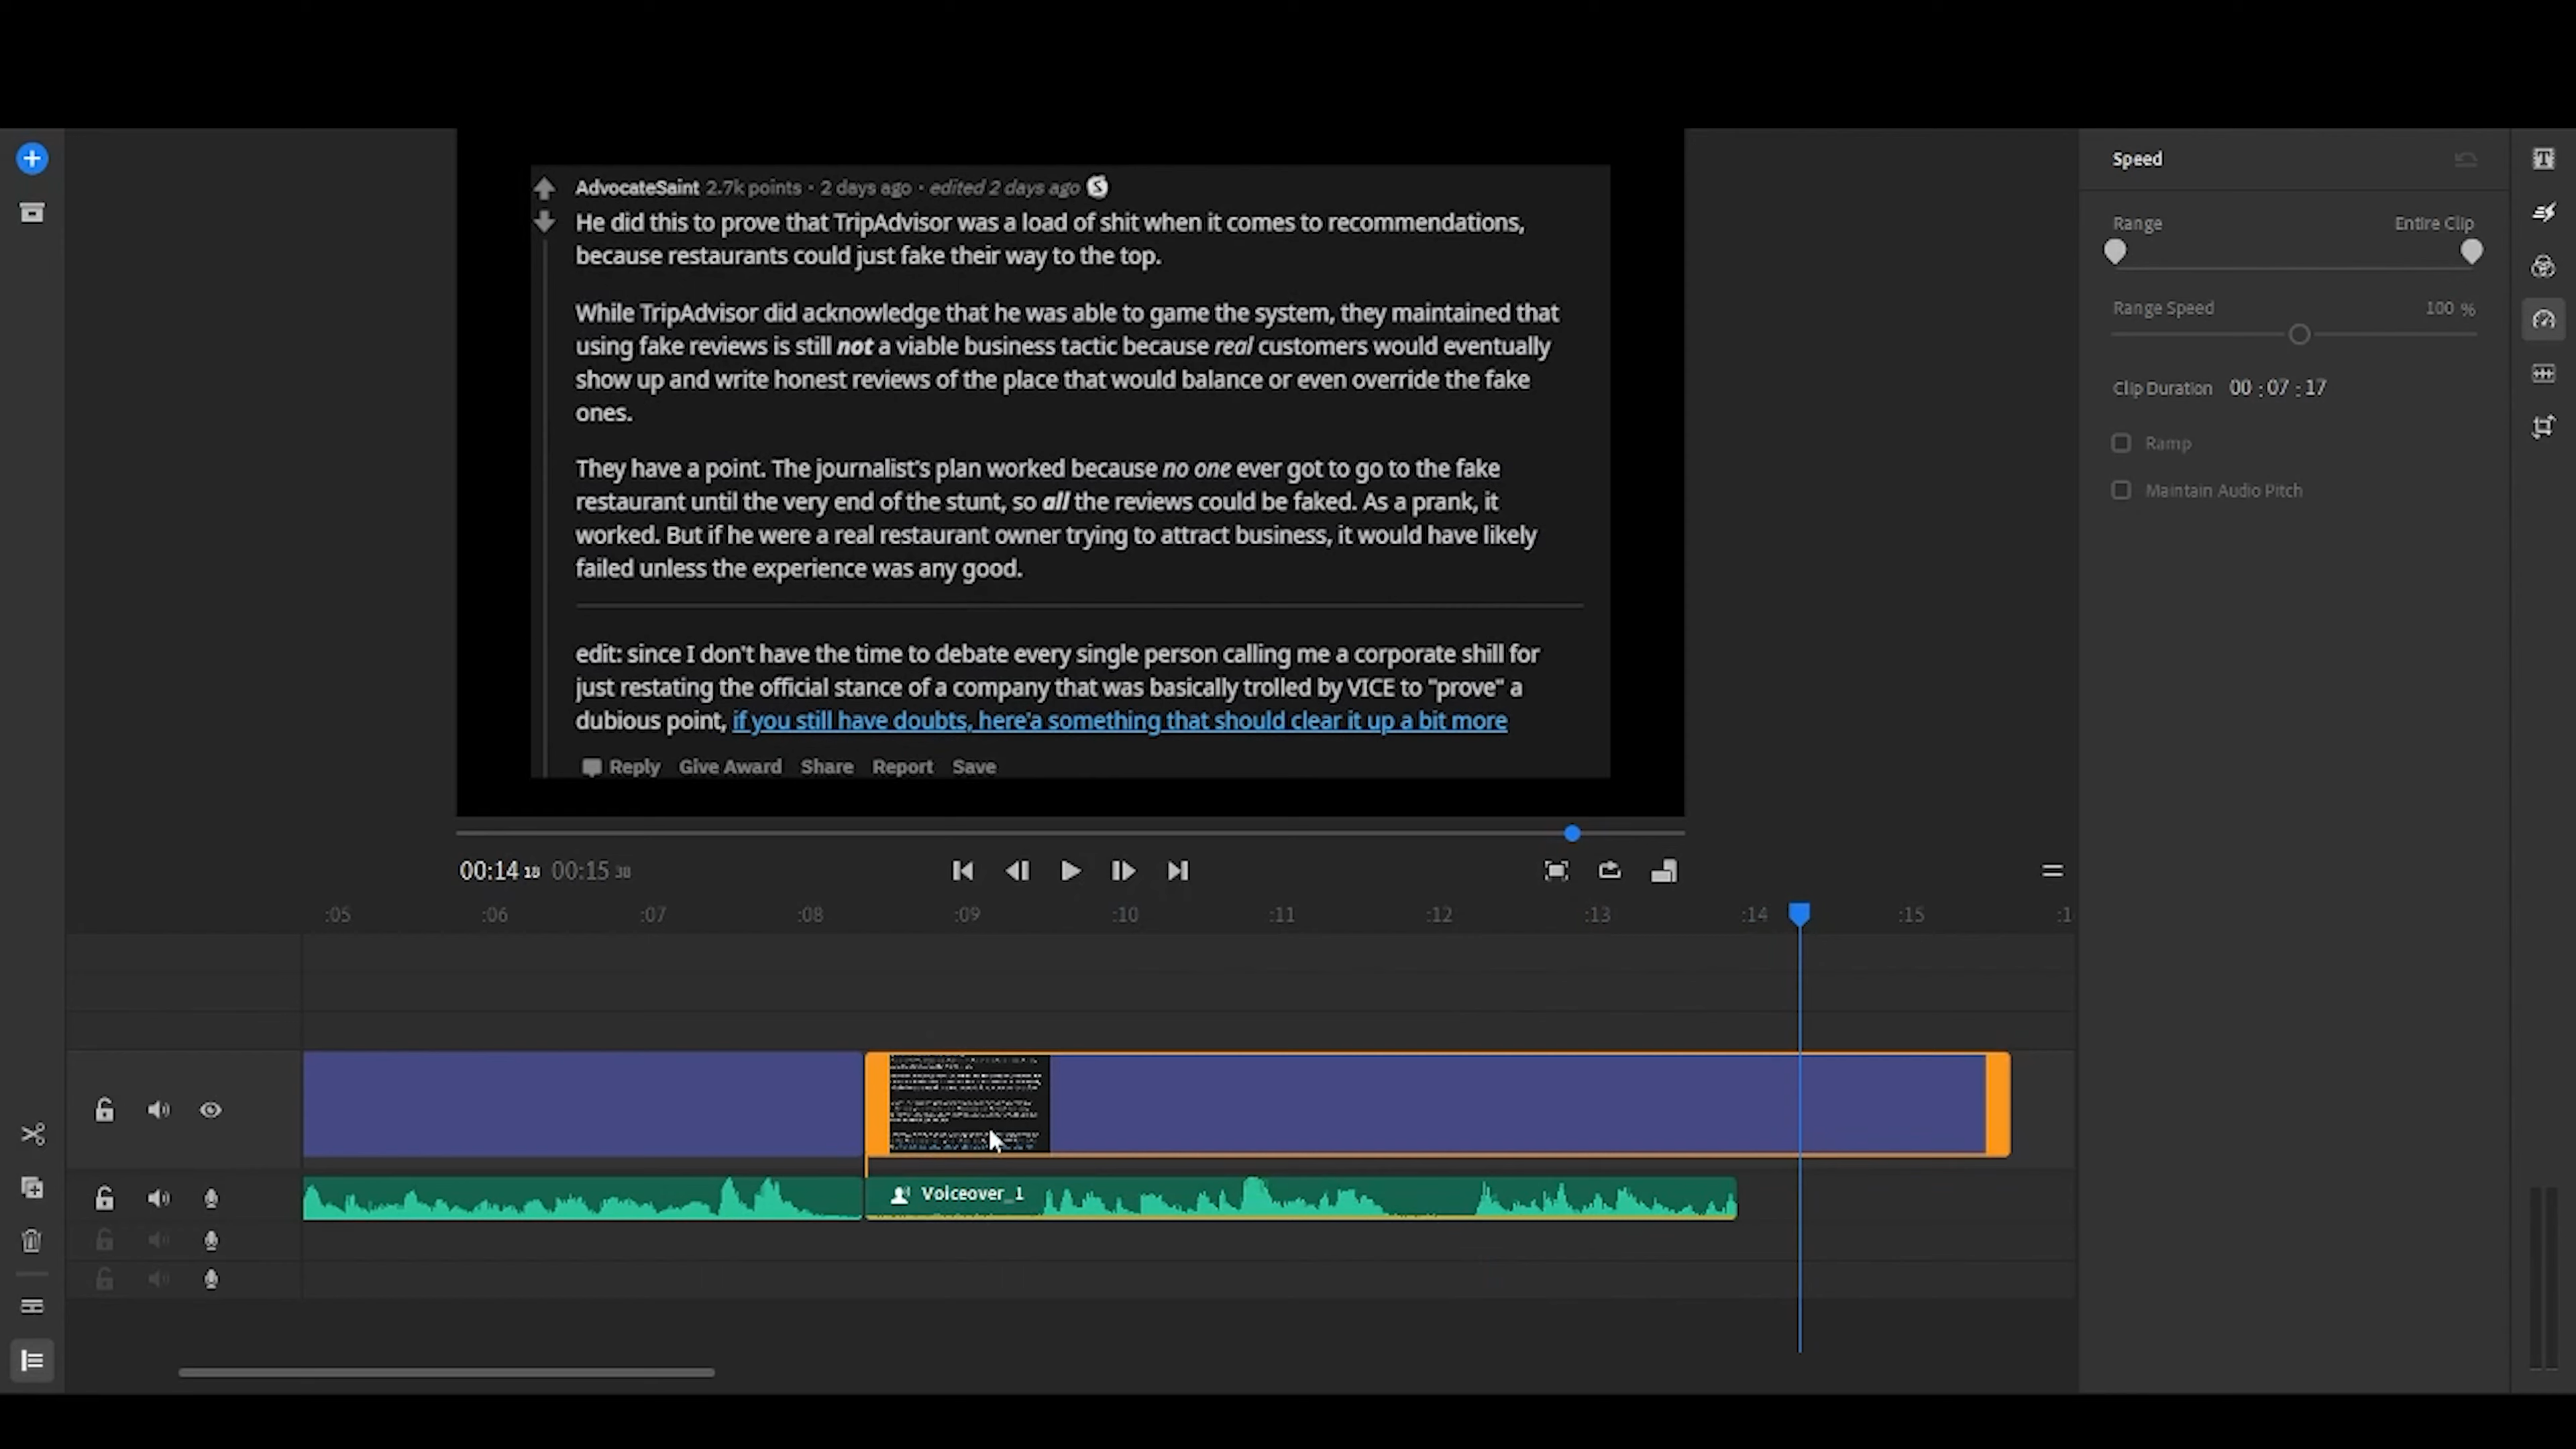 Speed
AdvocateSaint 2.7k points · 2 days ago · edited 2 days ago S
He did this to prove that TripAdvisor was a load of shit when it comes to recommendations,
because restaurants could just fake their way to the top.
While TripAdvisor did acknowledge that he was able to game the system, they maintained that
using fake reviews is still not a viable business tactic because real customers would eventually
show up and write honest reviews of the place that would balance or even override the fake
ones.
They have a point. The journalist's plan worked because no one ever got to go to the fake
restaurant until the very end of the stunt, so all the reviews could be faked. As a prank, it
worked. But if he were a real restaurant owner trying to attract business, it would have likely
failed unless the experience was any good.
edit: since I don't have the time to debate every single person calling me a corporate shill for
just restating the official stance of a company that was basically trolled by VICE to "prove" a
dubious point, if you still have doubts, here'a something that should clear it up a bit more
Reply Give Award Share Report Save
Range Entire Clip
Range Speed 100 %
Clip Duration 00 : 07 : 17
Ramp
Maintain Audio Pitch
00:14 18 00:15 38
:05 :06 :07 :08 :09 :10 :11 :12 :13 :14 :15 :1
Voiceover_1